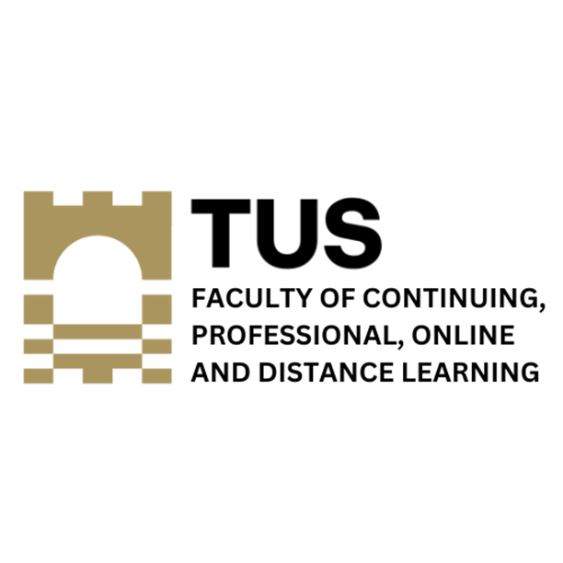 TUS
FACULTY OF CONTINUING,
PROFESSIONAL, ONLINE
AND DISTANCE LEARNING